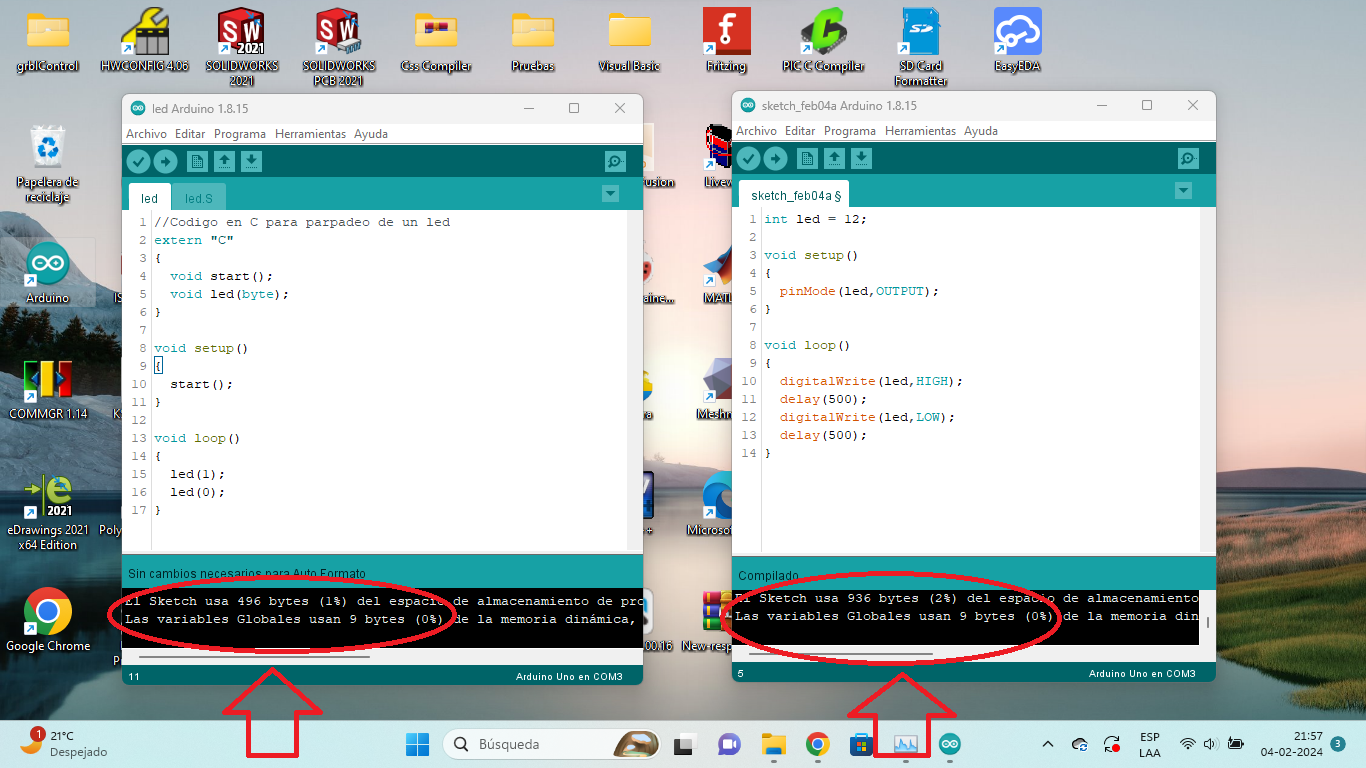 grblControl
HWCONFIG 4.06
SOLIDWORKS 2021
SOLIDWORKS PCB 2021
Css Compiler
Pruebas
Visual Basic
Fritzing
PIC C Compiler
SD Card Formatter
EasyEDA
Papelera de reciclaje
Arduino
COMMGR 1.14
eDrawings 2021 x64 Edition
Google Chrome
led Arduino 1.8.15
Archivo Editar Programa Herramientas Ayuda
led led.S
1 //Codigo en C para parpadeo de un led
2 extern "C"
3 {
4 void start();
5 void led(byte);
6 }
7
8 void setup()
9 {
10 start();
11 }
12
13 void loop()
14 {
15 led(1);
16 led(0);
17 }
Sin cambios necesarios para Auto Formato
El Sketch usa 496 bytes (1%) del espacio de almacenamiento de pro
Las variables Globales usan 9 bytes (0%) de la memoria dinámica,
11 Arduino Uno en COM3
sketch_feb04a Arduino 1.8.15
Archivo Editar Programa Herramientas Ayuda
sketch_feb04a §
1 int led = 12;
2
3 void setup()
4 {
5 pinMode(led,OUTPUT);
6 }
7
8 void loop()
9 {
10 digitalWrite(led,HIGH);
11 delay(500);
12 digitalWrite(led,LOW);
13 delay(500);
14 }
Compilado
El Sketch usa 936 bytes (2%) del espacio de almacenamiento
Las variables Globales usan 9 bytes (0%) de la memoria din
5 Arduino Uno en COM3
1
21°C
Despejado
Búsqueda
ESP
LAA
21:57
04-02-2024
3